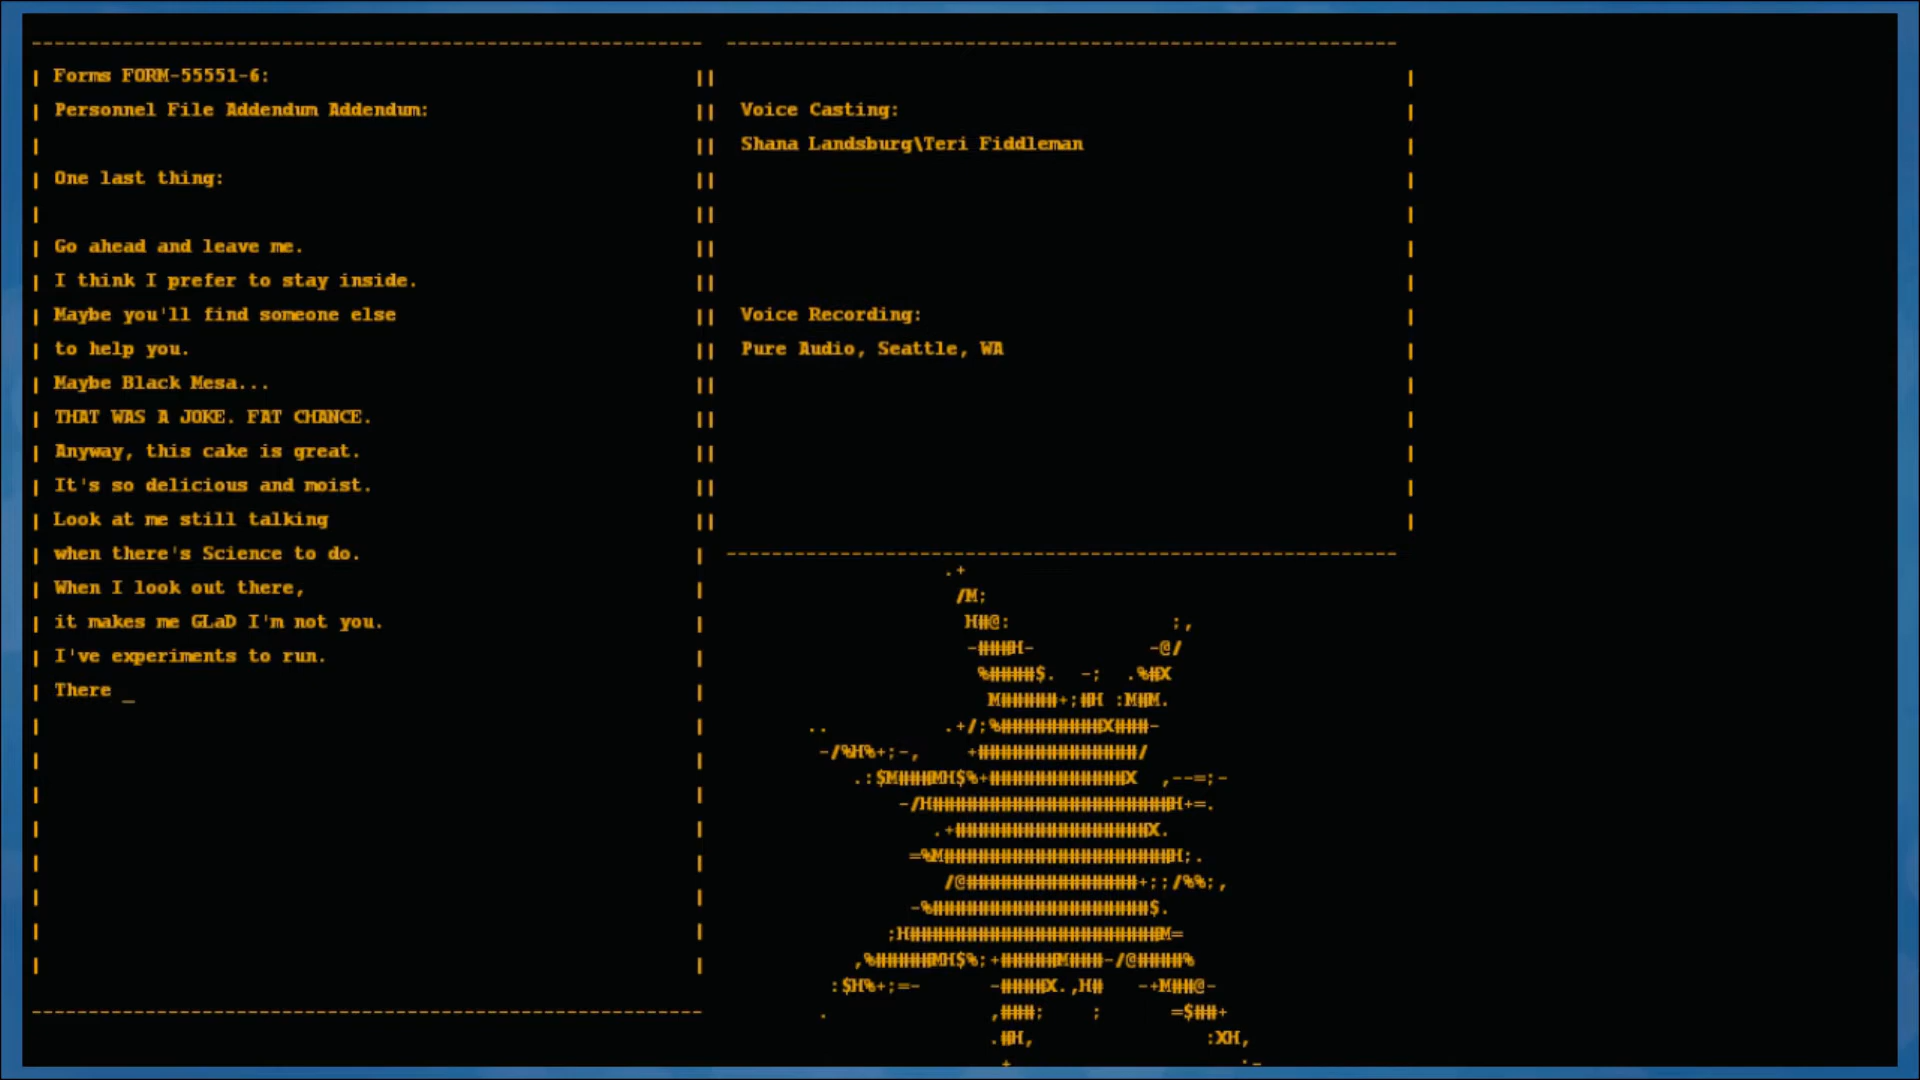 Forms FORM-55551-6:
Personnel File Addendum Addendum:
One last thing:
Go ahead and leave me.
I think I prefer to stay inside.
Maybe you'll find someone else
to help you.
Maybe Black Mesa...
THAT WAS A JOKE. FAT CHANCE.
Anyway, this cake is great.
It's so delicious and moist.
Look at me still talking
when there's Science to do.
When I look out there,
it makes me GLaD I'm not you.
I've experiments to run.
There _
Voice Casting:
Shana Landsburg\Teri Fiddleman
Voice Recording:
Pure Audio, Seattle, WA